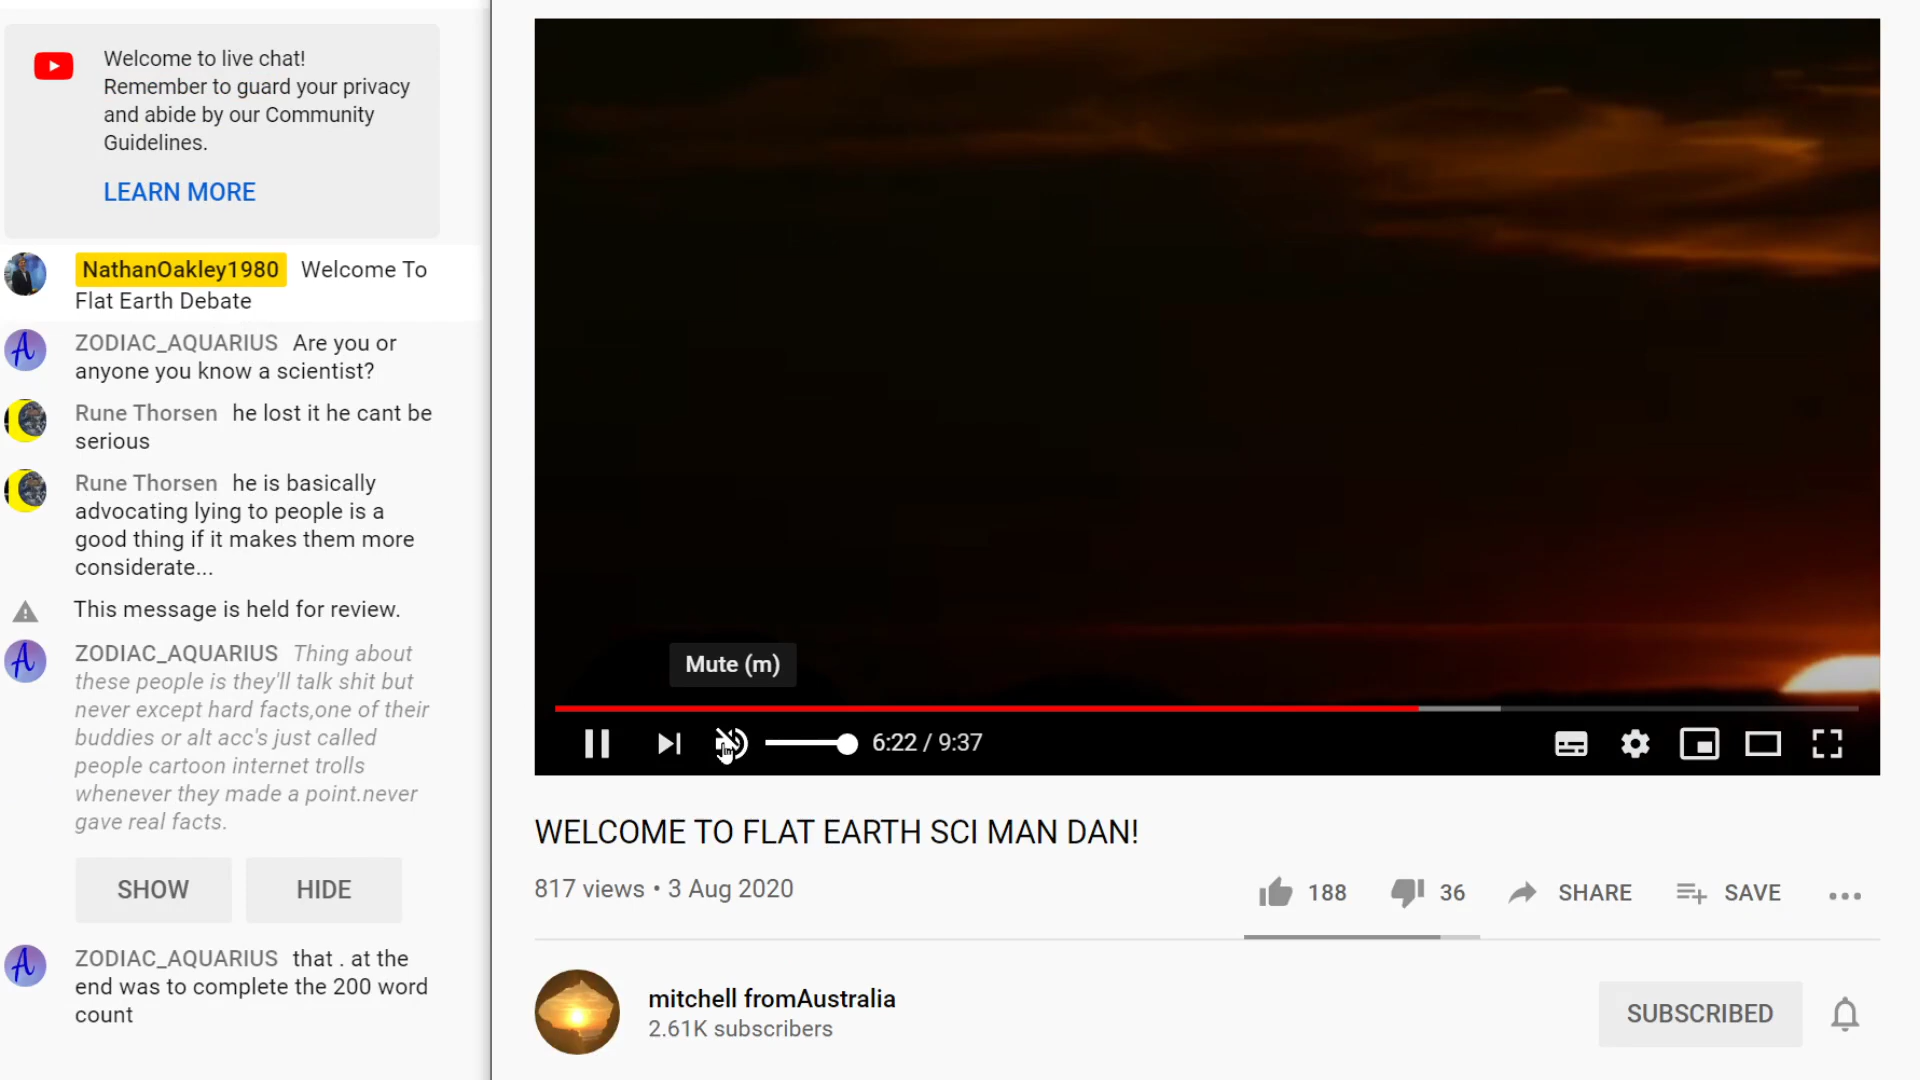 Welcome to live chat!
Remember to guard your privacy
and abide by our Community
Guidelines.
LEARN MORE
NathanOakley1980 Welcome To
Flat Earth Debate
ZODIAC_AQUARIUS Are you or
anyone you know a scientist?
Rune Thorsen he lost it he cant be
serious
Rune Thorsen he is basically
advocating lying to people is a
good thing if it makes them more
considerate...
This message is held for review.
ZODIAC_AQUARIUS Thing about
these people is they'll talk shit but
never except hard facts,one of their
buddies or alt acc's just called
people cartoon internet trolls
whenever they made a point.never
gave real facts.
SHOW HIDE
ZODIAC_AQUARIUS that . at the
end was to complete the 200 word
count
Mute (m)
6:22 / 9:37
WELCOME TO FLAT EARTH SCI MAN DAN!
817 views • 3 Aug 2020
188 36 SHARE SAVE
mitchell fromAustralia
2.61K subscribers
SUBSCRIBED